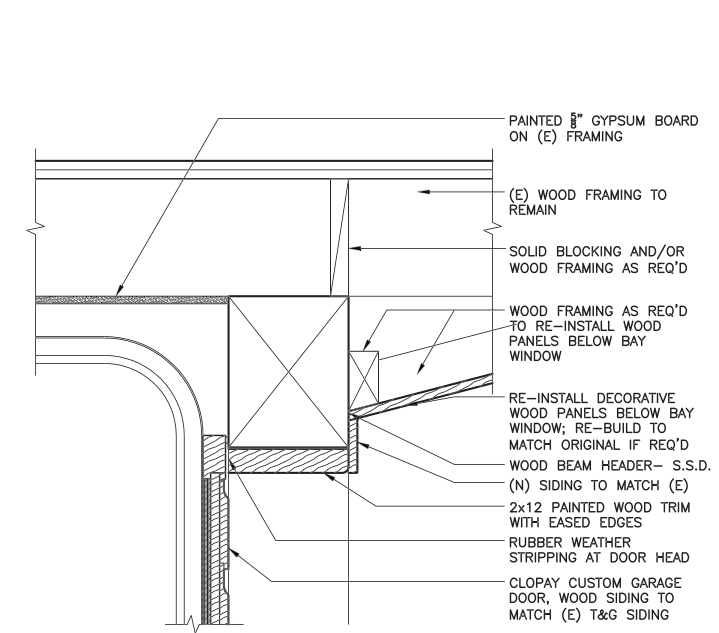 PAINTED 5/8" GYPSUM BOARD
ON (E) FRAMING
(E) WOOD FRAMING TO
REMAIN
SOLID BLOCKING AND/OR
WOOD FRAMING AS REQ'D
WOOD FRAMING AS REQ'D
TO RE-INSTALL WOOD
PANELS BELOW BAY
WINDOW
RE-INSTALL DECORATIVE
WOOD PANELS BELOW BAY
WINDOW; RE-BUILD TO
MATCH ORIGINAL IF REQ'D
WOOD BEAM HEADER- S.S.D.
(N) SIDING TO MATCH (E)
2x12 PAINTED WOOD TRIM
WITH EASED EDGES
RUBBER WEATHER
STRIPPING AT DOOR HEAD
CLOPAY CUSTOM GARAGE
DOOR, WOOD SIDING TO
MATCH (E) T&G SIDING